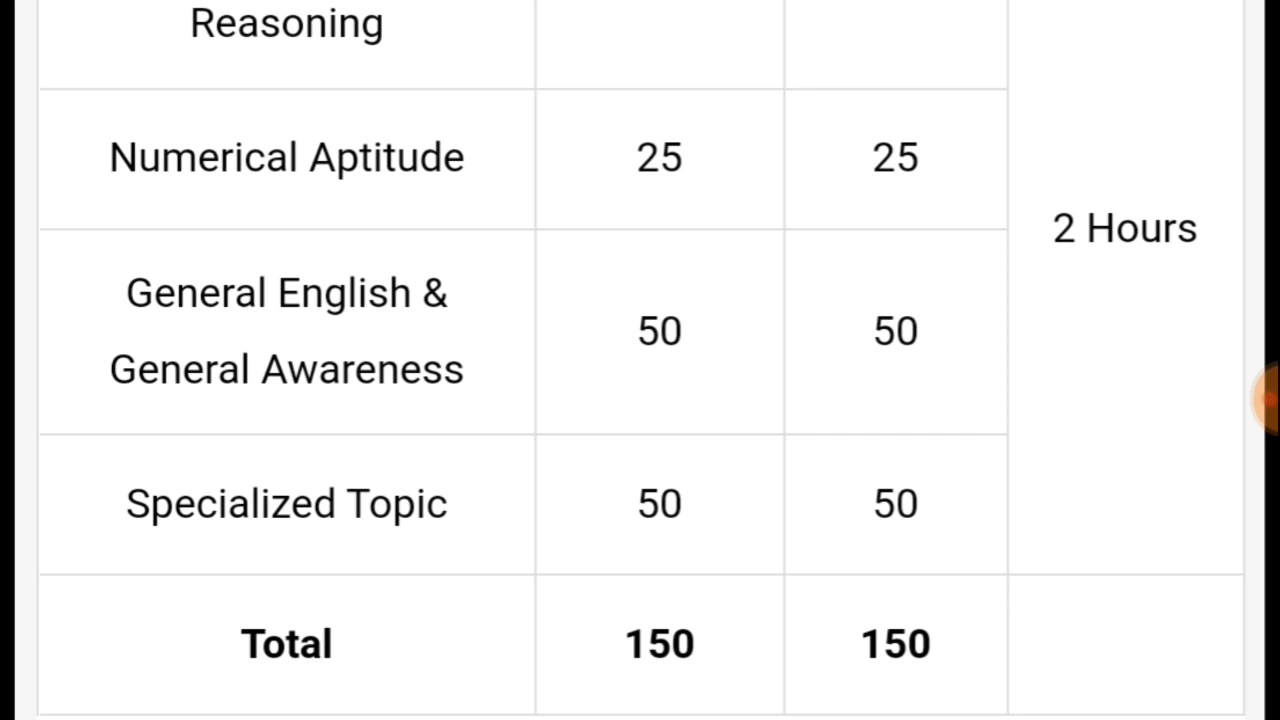 Reasoning
Numerical Aptitude 25 25
2 Hours
General English &
General Awareness 50 50
Specialized Topic 50 50
Total 150 150